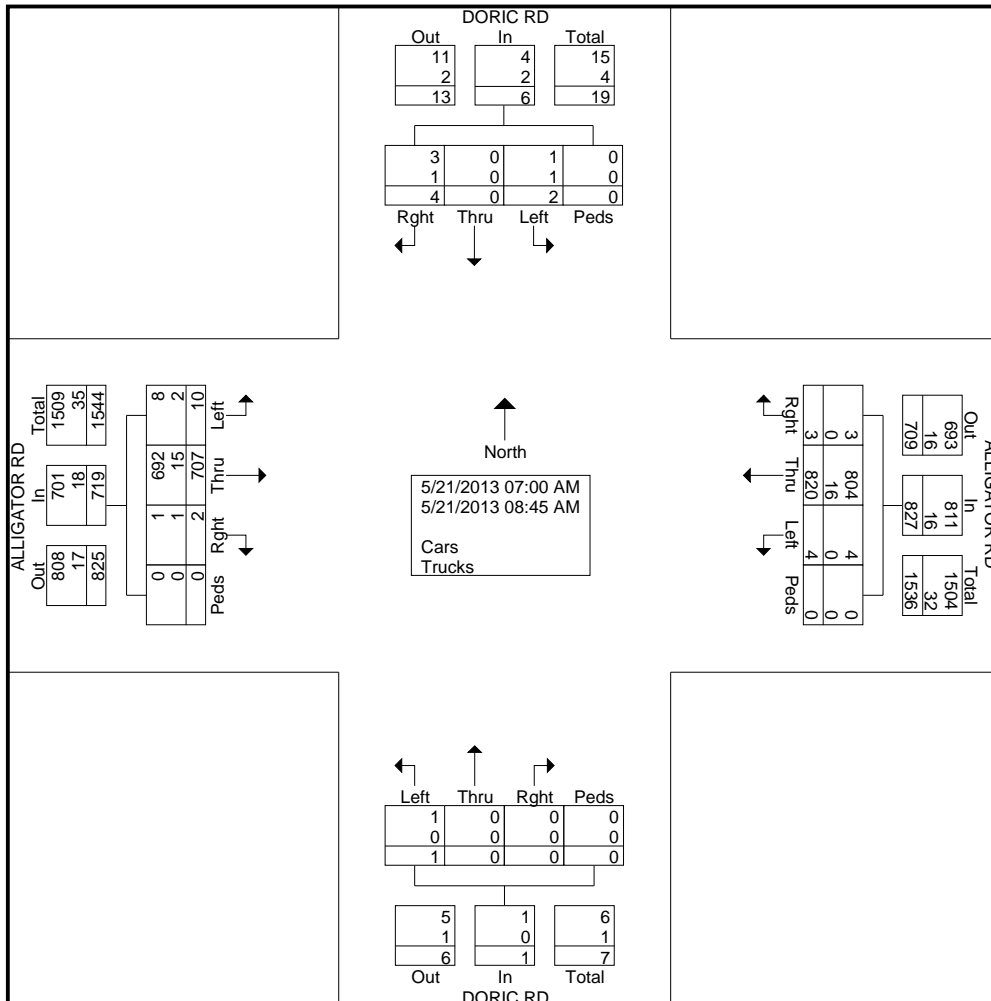 DORIC RD
Out In Total
11 4 15
2 2 4
13 6 19
3 0 1 0
1 0 1 0
4 0 2 0
Rght Thru Left Peds
ALLIGATOR RD
Total In Out
1509 701 808
35 18 17
1544 719 825
8 692 1 0
2 15 1 0
10 707 2 0
Left Thru Rght Peds
North
5/21/2013 07:00 AM
5/21/2013 08:45 AM
Cars
Trucks
Rght Thru Left Peds
3 820 4 0
0 16 0 0
3 804 4 0
709 827 1536
16 16 32
693 811 1504
Out In Total
ALLIGATOR RD
Left Thru Rght Peds
1 0 0 0
0 0 0 0
1 0 0 0
5 1 6
1 0 1
6 1 7
Out In Total
DORIC RD